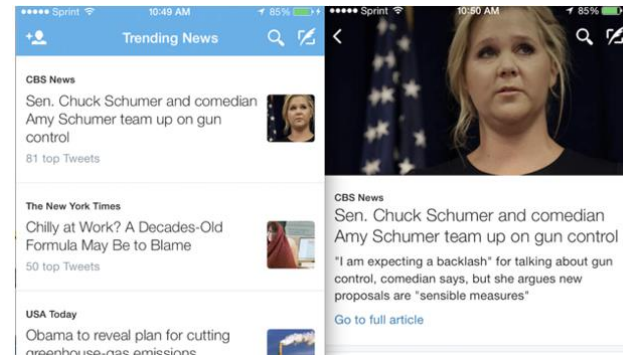 Sprint 10:49 AM 85%
Trending News
CBS News
Sen. Chuck Schumer and comedian
Amy Schumer team up on gun
control
81 top Tweets
The New York Times
Chilly at Work? A Decades-Old
Formula May Be to Blame
50 top Tweets
USA Today
Obama to reveal plan for cutting
greenhouse-gas emissions
Sprint 10:50 AM 85%
CBS News
Sen. Chuck Schumer and comedian
Amy Schumer team up on gun control
"I am expecting a backlash" for talking about gun
control, comedian says, but she argues new
proposals are "sensible measures"
Go to full article